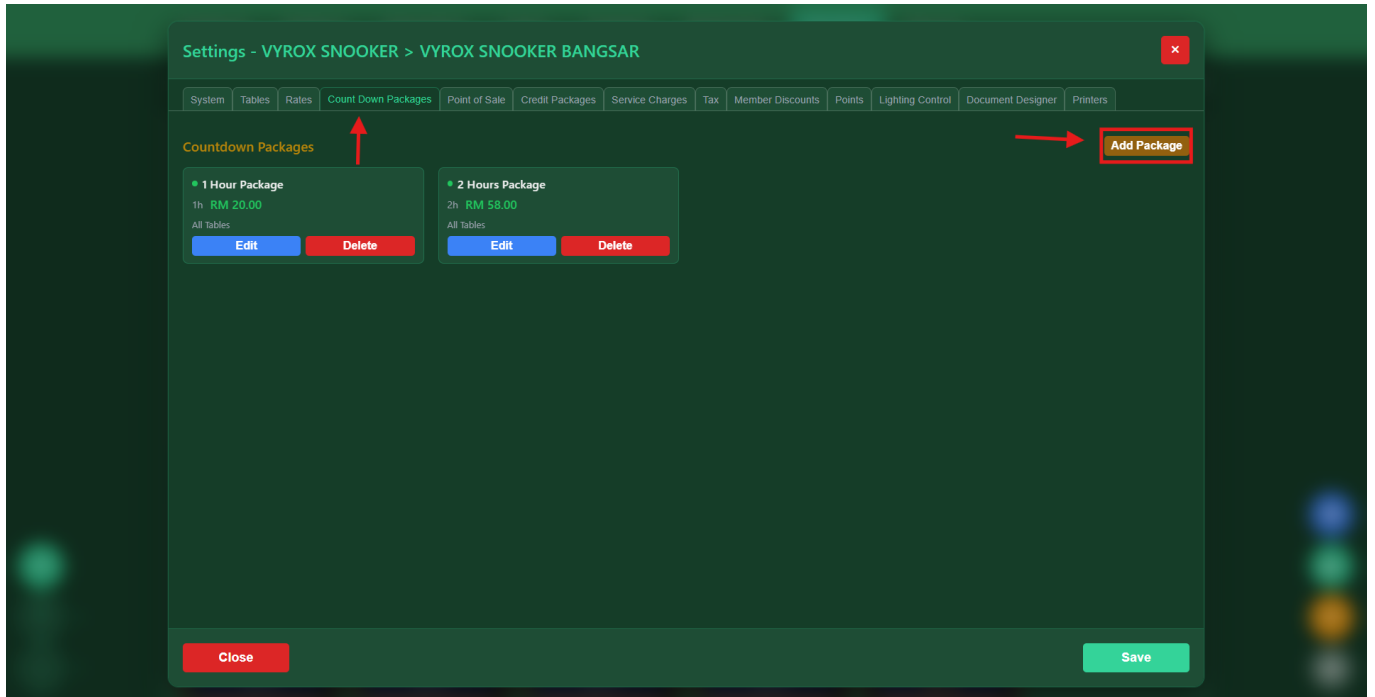 Settings - VYROX SNOOKER > VYROX SNOOKER BANGSAR
×
System Tables Rates Count Down Packages Point of Sale Credit Packages Service Charges Tax Member Discounts Points Lighting Control Document Designer Printers
Countdown Packages
Add Package
1 Hour Package
1h RM 20.00
All Tables
Edit Delete
2 Hours Package
2h RM 58.00
All Tables
Edit Delete
Close
Save